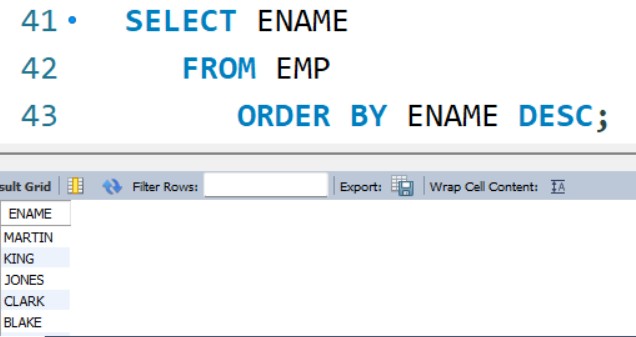 41 SELECT ENAME
42 FROM EMP
43 ORDER BY ENAME DESC;
sult Grid Filter Rows: Export: Wrap Cell Content: IA
ENAME
MARTIN
KING
JONES
CLARK
BLAKE